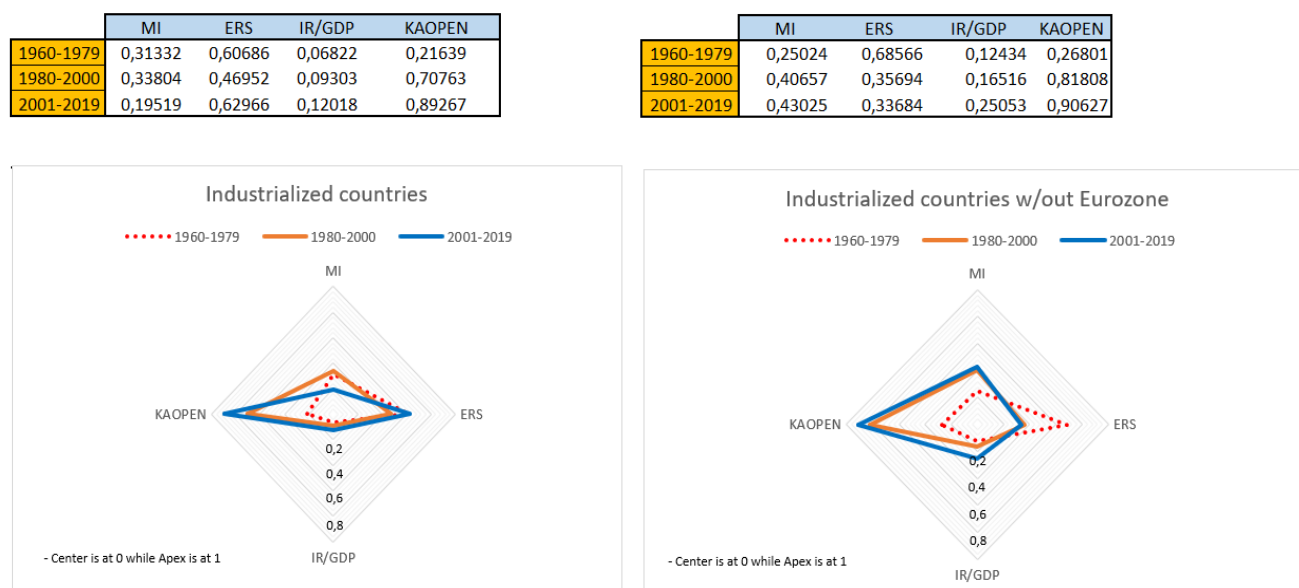 MI ERS IR/GDP KAOPEN
1960-1979 0,31332 0,60686 0,06822 0,21639
1980-2000 0,33804 0,46952 0,09303 0,70763
2001-2019 0,19519 0,62966 0,12018 0,89267
MI ERS IR/GDP KAOPEN
1960-1979 0,25024 0,68566 0,12434 0,26801
1980-2000 0,40657 0,35694 0,16516 0,81808
2001-2019 0,43025 0,33684 0,25053 0,90627
Industrialized countries
1960-1979 1980-2000 2001-2019
MI
KAOPEN ERS
0,2
0,4
0,6
0,8
IR/GDP
- Center is at 0 while Apex is at 1
Industrialized countries w/out Eurozone
1960-1979 1980-2000 2001-2019
MI
KAOPEN ERS
0,2
0,4
0,6
0,8
IR/GDP
- Center is at 0 while Apex is at 1